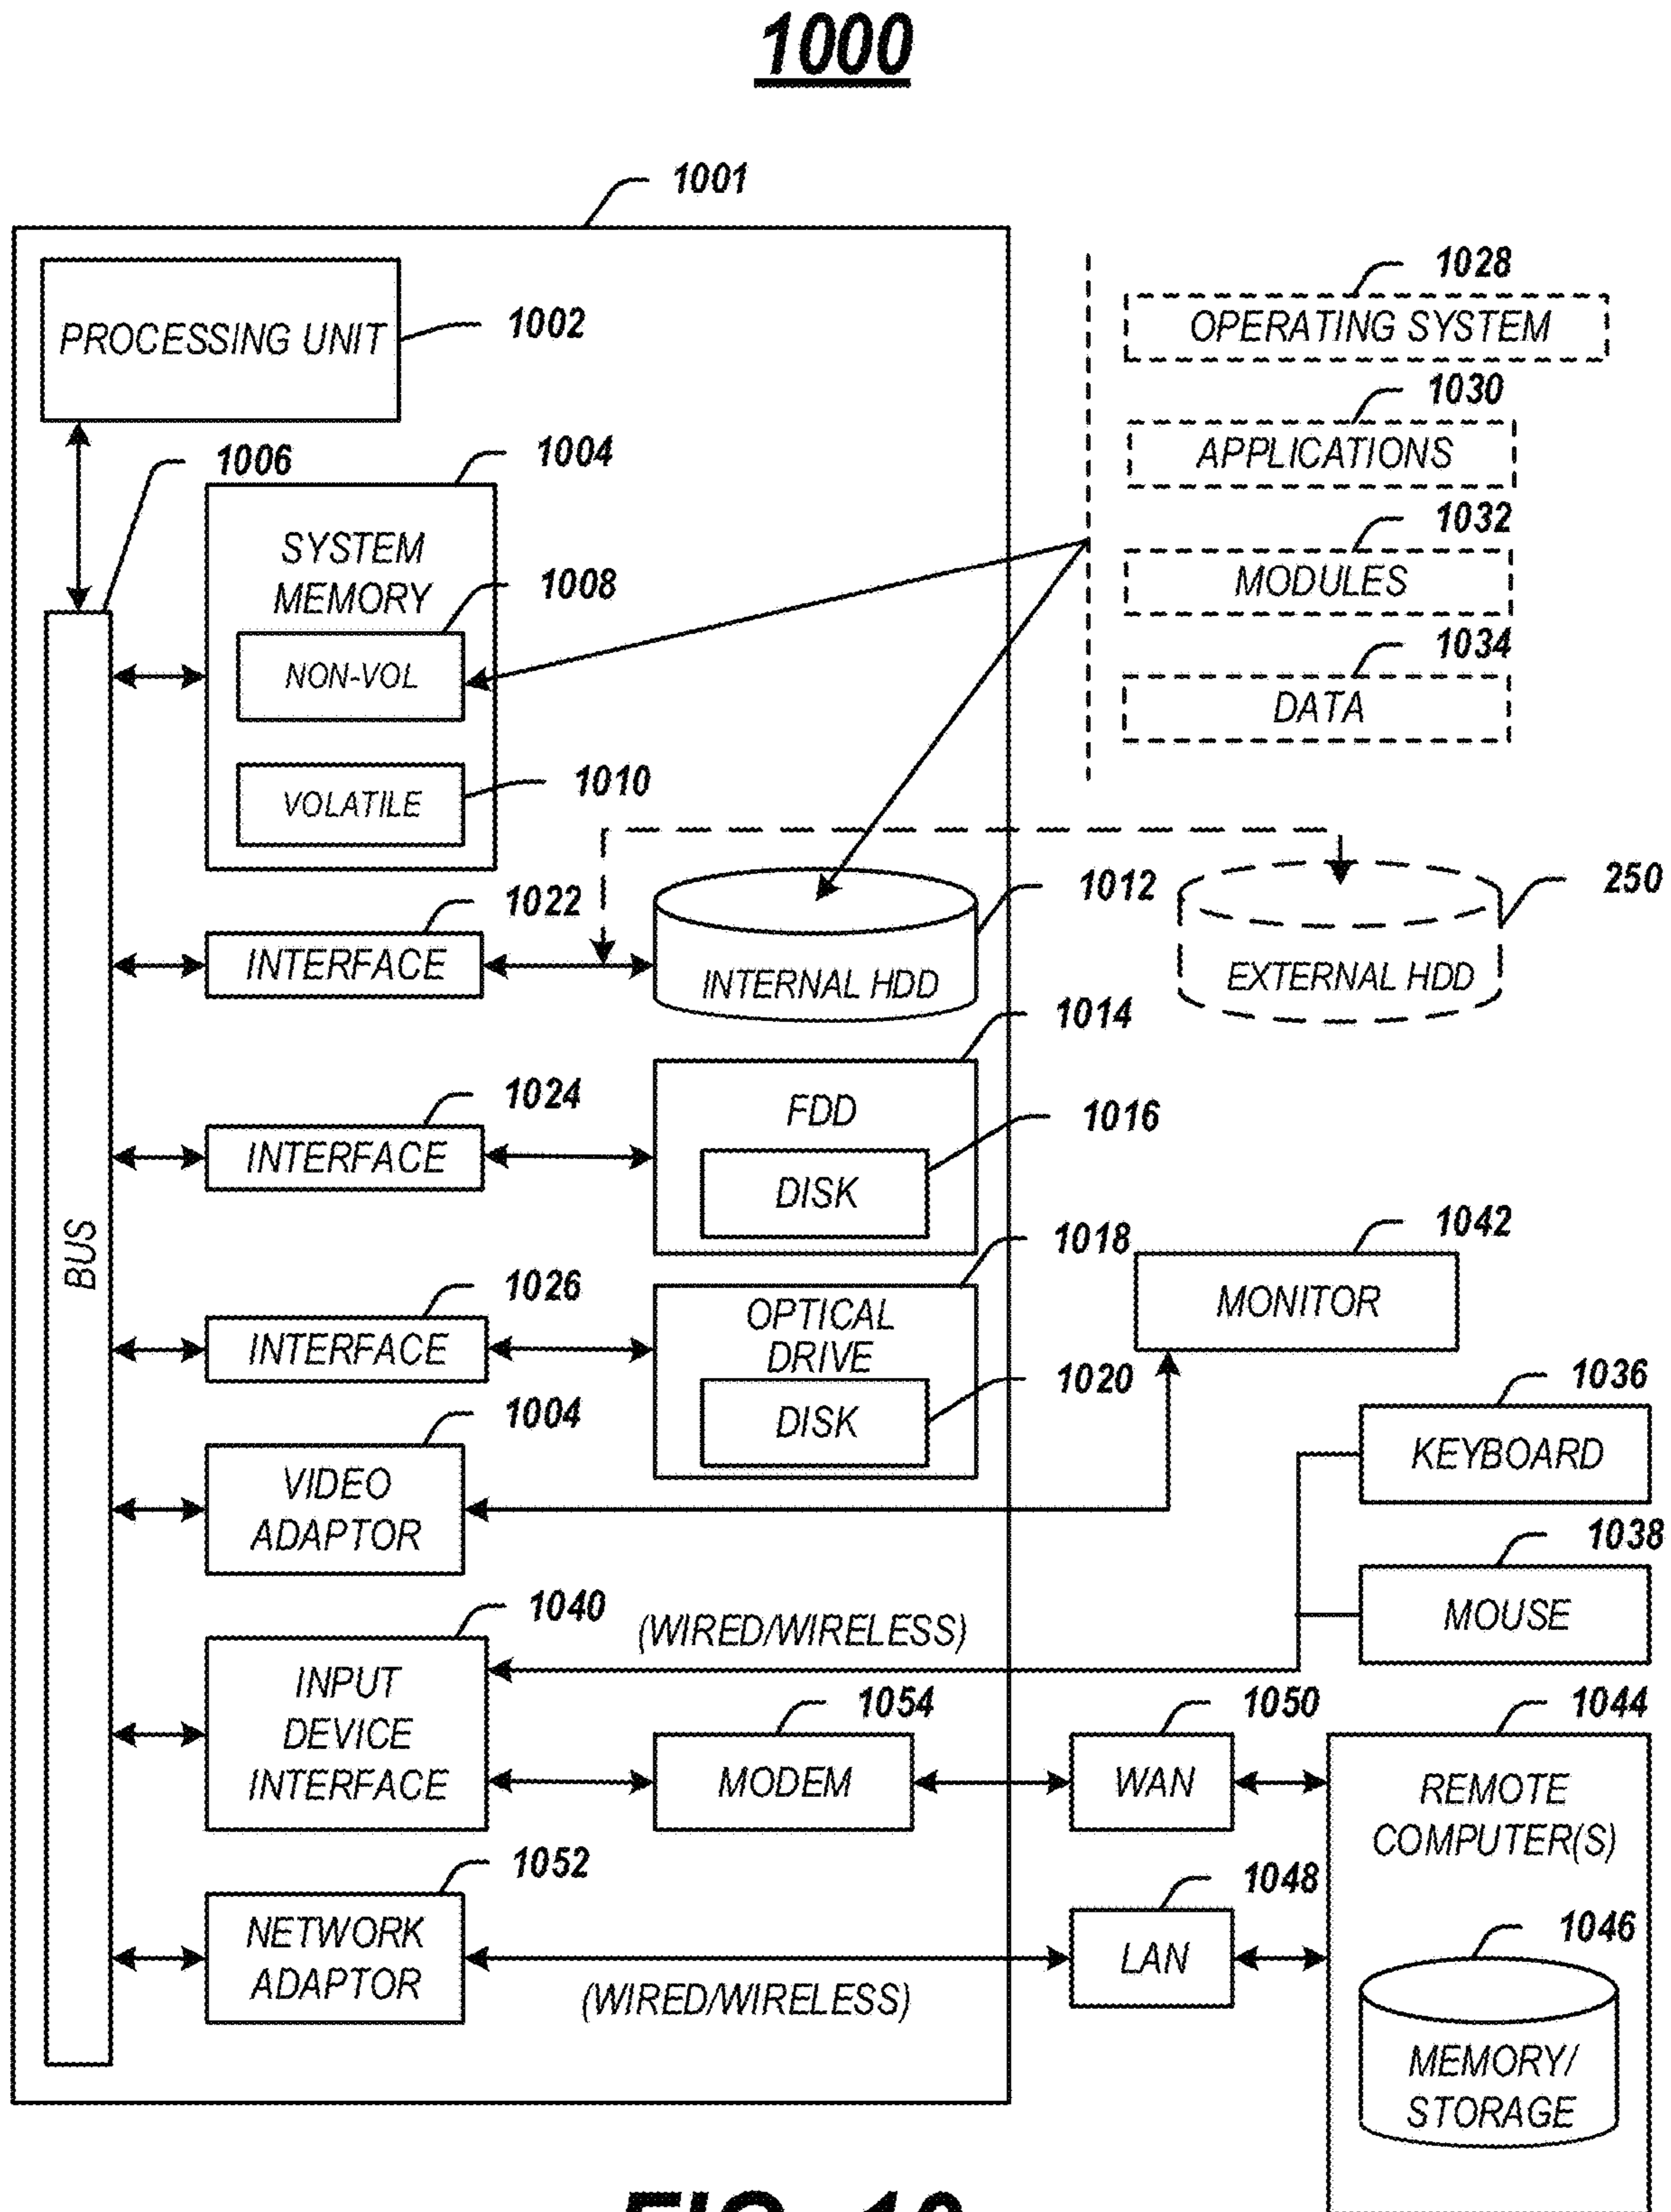 1000
1001
PROCESSING UNIT
1002
1028
OPERATING SYSTEM
1030
APPLICATIONS
1032
MODULES
1034
DATA
1006
1004
SYSTEM
MEMORY
1008
NON-VOL
1010
VOLATILE
BUS
1022
INTERFACE
1012
INTERNAL HDD
250
EXTERNAL HDD
1024
INTERFACE
1014
FDD
1016
DISK
1026
INTERFACE
1018
OPTICAL
DRIVE
1020
DISK
1042
MONITOR
1004
VIDEO
ADAPTOR
1036
KEYBOARD
1038
MOUSE
1040
INPUT
DEVICE
INTERFACE
(WIRED/WIRELESS)
1054
MODEM
1050
WAN
1044
REMOTE
COMPUTER(S)
1052
NETWORK
ADAPTOR
(WIRED/WIRELESS)
1048
LAN
1046
MEMORY/
STORAGE